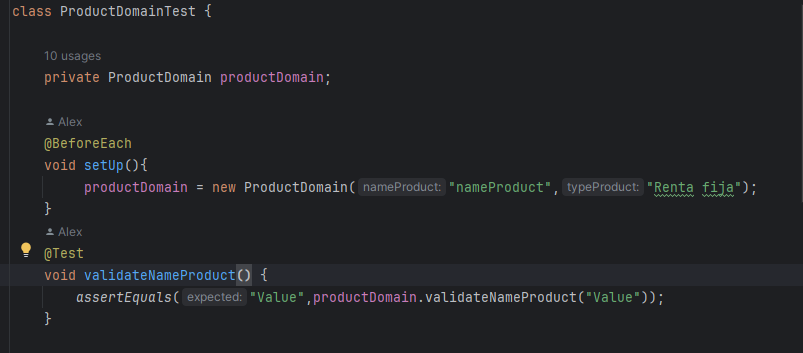 class ProductDomainTest {
10 usages
private ProductDomain productDomain;
Alex
@BeforeEach
void setUp(){
productDomain = new ProductDomain( nameProduct: "nameProduct", typeProduct: "Renta fija");
}
Alex
@Test
void validateNameProduct() {
assertEquals( expected: "Value",productDomain.validateNameProduct("Value"));
}